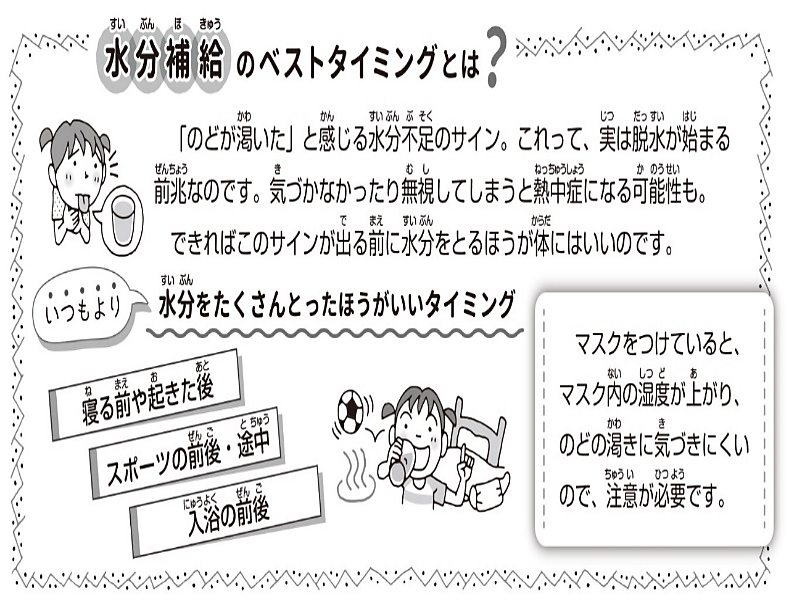 水分補給のベストタイミングとは?
「のどが渇いた」と感じる水分不足のサイン。これって、実は脱水が始まる
前兆なのです。気づかなかったり無視してしまうと熱中症になる可能性も。
できればこのサインが出る前に水分をとるほうが体にはいいのです。
いつもより
水分をたくさんとったほうがいいタイミング
寝る前や起きた後
スポーツの前後・途中
入浴の前後
マスクをつけていると、
マスク内の湿度が上がり、
のどの渇きに気づきにくい
ので、注意が必要です。